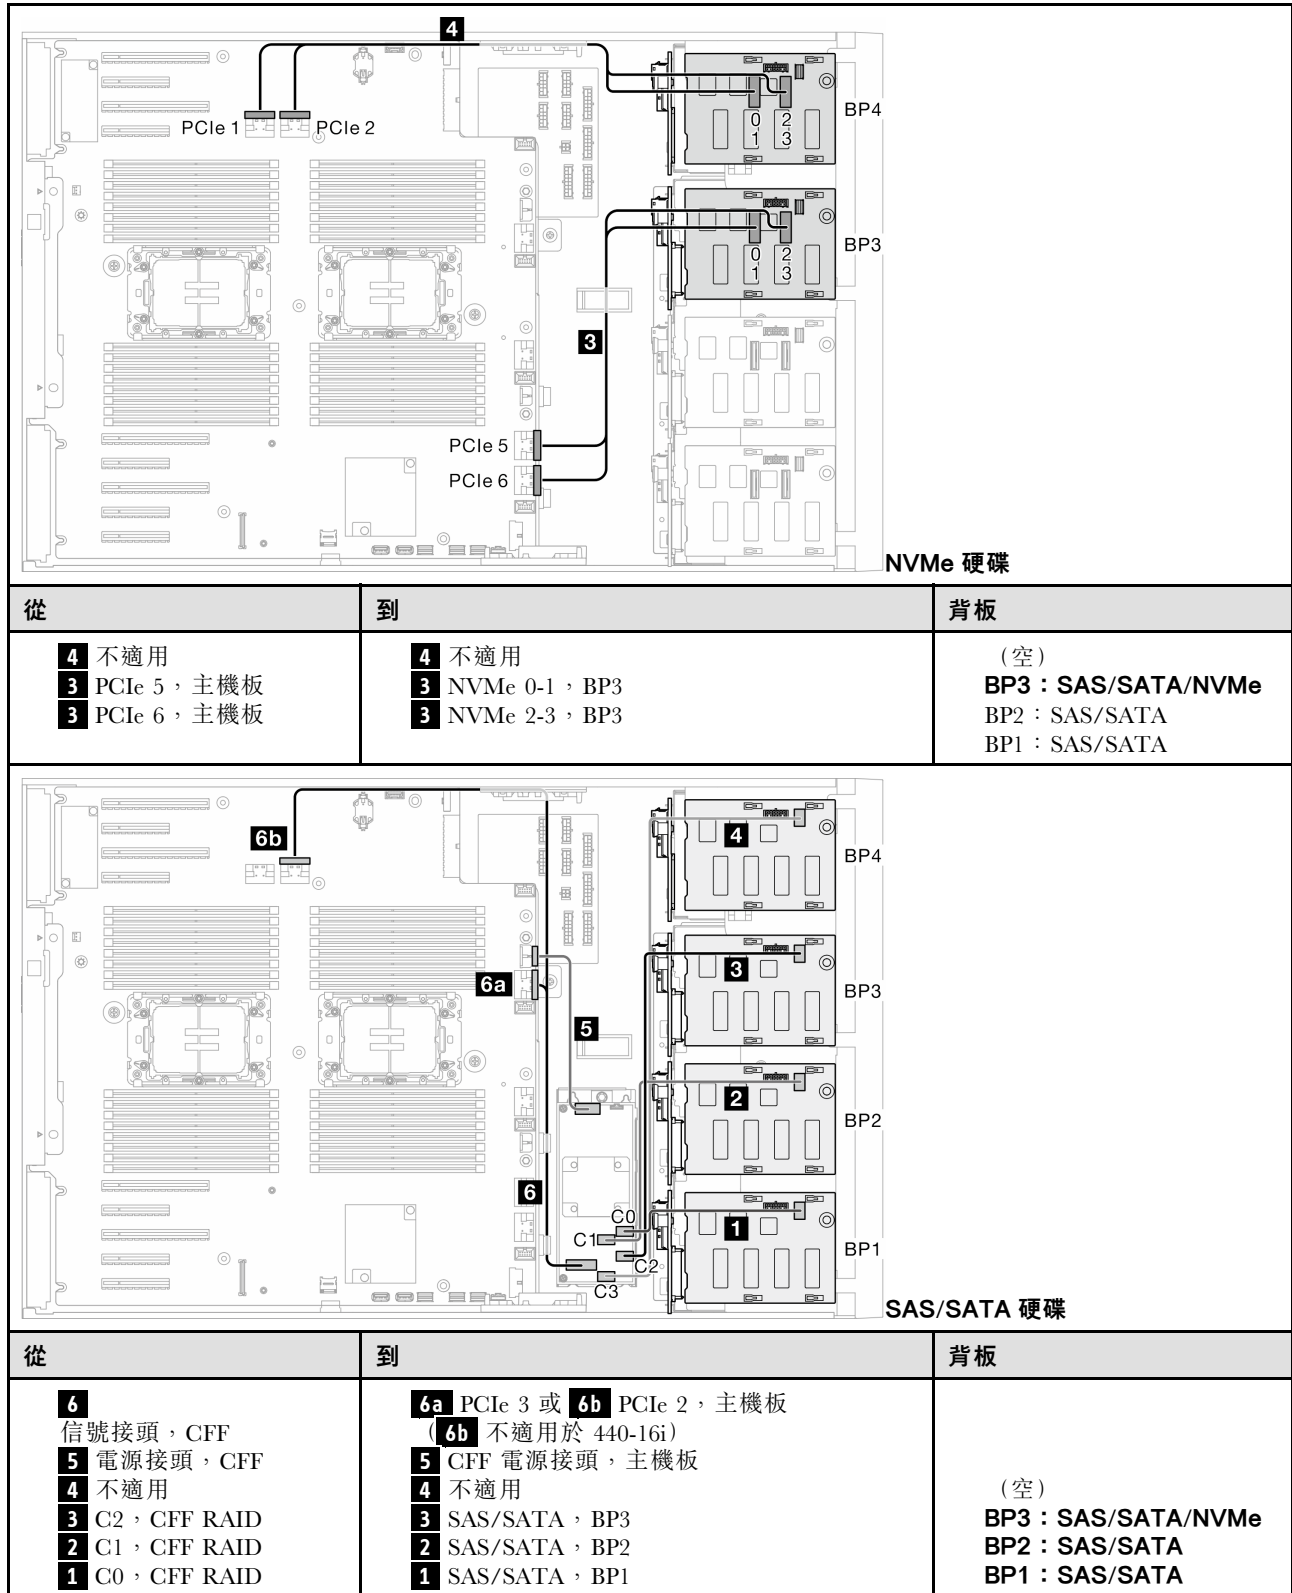 4
PCIe 1
PCIe 2
0 2
1 3
BP4
0 2
1 3
BP3
3
PCIe 5
PCIe 6
NVMe 硬碟
從 到 背板
4 不適用 4 不適用 （空）
3 PCIe 5，主機板 3 NVMe 0-1，BP3 BP3：SAS/SATA/NVMe
3 PCIe 6，主機板 3 NVMe 2-3，BP3 BP2：SAS/SATA
BP1：SAS/SATA
6b
4
BP4
3
6a
BP3
5
2
BP2
6
C0
1
C1
C2
BP1
C3
SAS/SATA 硬碟
從 到 背板
6 6a PCIe 3 或 6b PCIe 2，主機板
信號接頭，CFF （6b 不適用於 440-16i）
5 電源接頭，CFF 5 CFF 電源接頭，主機板
4 不適用 4 不適用 （空）
3 C2，CFF RAID 3 SAS/SATA，BP3 BP3：SAS/SATA/NVMe
2 C1，CFF RAID 2 SAS/SATA，BP2 BP2：SAS/SATA
1 C0，CFF RAID 1 SAS/SATA，BP1 BP1：SAS/SATA